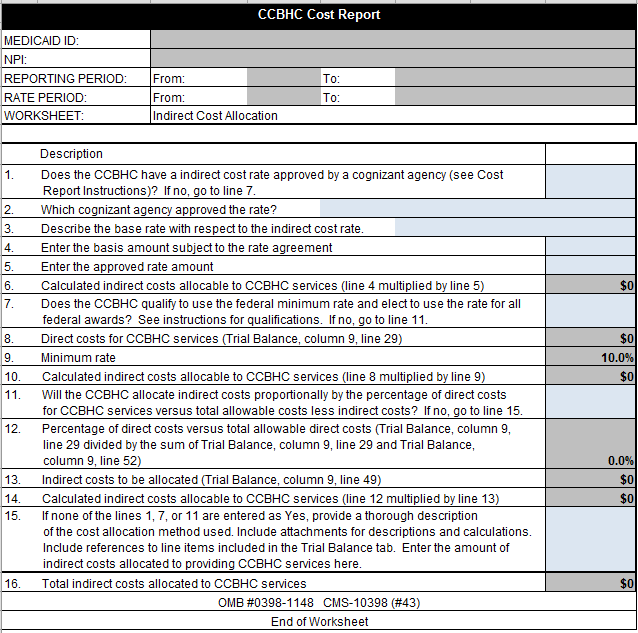 CCBHC Cost Report
MEDICAID ID:
NPI:
REPORTING PERIOD: From: To:
RATE PERIOD: From: To:
WORKSHEET: Indirect Cost Allocation
Description
1. Does the CCBHC have a indirect cost rate approved by a cognizant agency (see Cost
Report Instructions)? If no, go to line 7.
2. Which cognizant agency approved the rate?
3. Describe the base rate with respect to the indirect cost rate.
4. Enter the basis amount subject to the rate agreement
5. Enter the approved rate amount
6. Calculated indirect costs allocable to CCBHC services (line 4 multiplied by line 5) $0
7. Does the CCBHC qualify to use the federal minimum rate and elect to use the rate for all
federal awards? See instructions for qualifications. If no, go to line 11.
8. Direct costs for CCBHC services (Trial Balance, column 9, line 29) $0
9. Minimum rate 10.0%
10. Calculated indirect costs allocable to CCBHC services (line 8 multiplied by line 9) $0
11. Will the CCBHC allocate indirect costs proportionally by the percentage of direct costs
for CCBHC services versus total allowable costs less indirect costs? If no, go to line 15.
12. Percentage of direct costs versus total allowable direct costs (Trial Balance, column 9,
line 29 divided by the sum of Trial Balance, column 9, line 29 and Trial Balance,
column 9, line 52) 0.0%
13. Indirect costs to be allocated (Trial Balance, column 9, line 49) $0
14. Calculated indirect costs allocable to CCBHC services (line 12 multiplied by line 13) $0
15. If none of the lines 1, 7, or 11 are entered as Yes, provide a thorough description
of the cost allocation method used. Include attachments for descriptions and calculations.
Include references to line items included in the Trial Balance tab. Enter the amount of
indirect costs allocated to providing CCBHC services here.
16. Total indirect costs allocated to CCBHC services $0
OMB #0398-1148 CMS-10398 (#43)
End of Worksheet